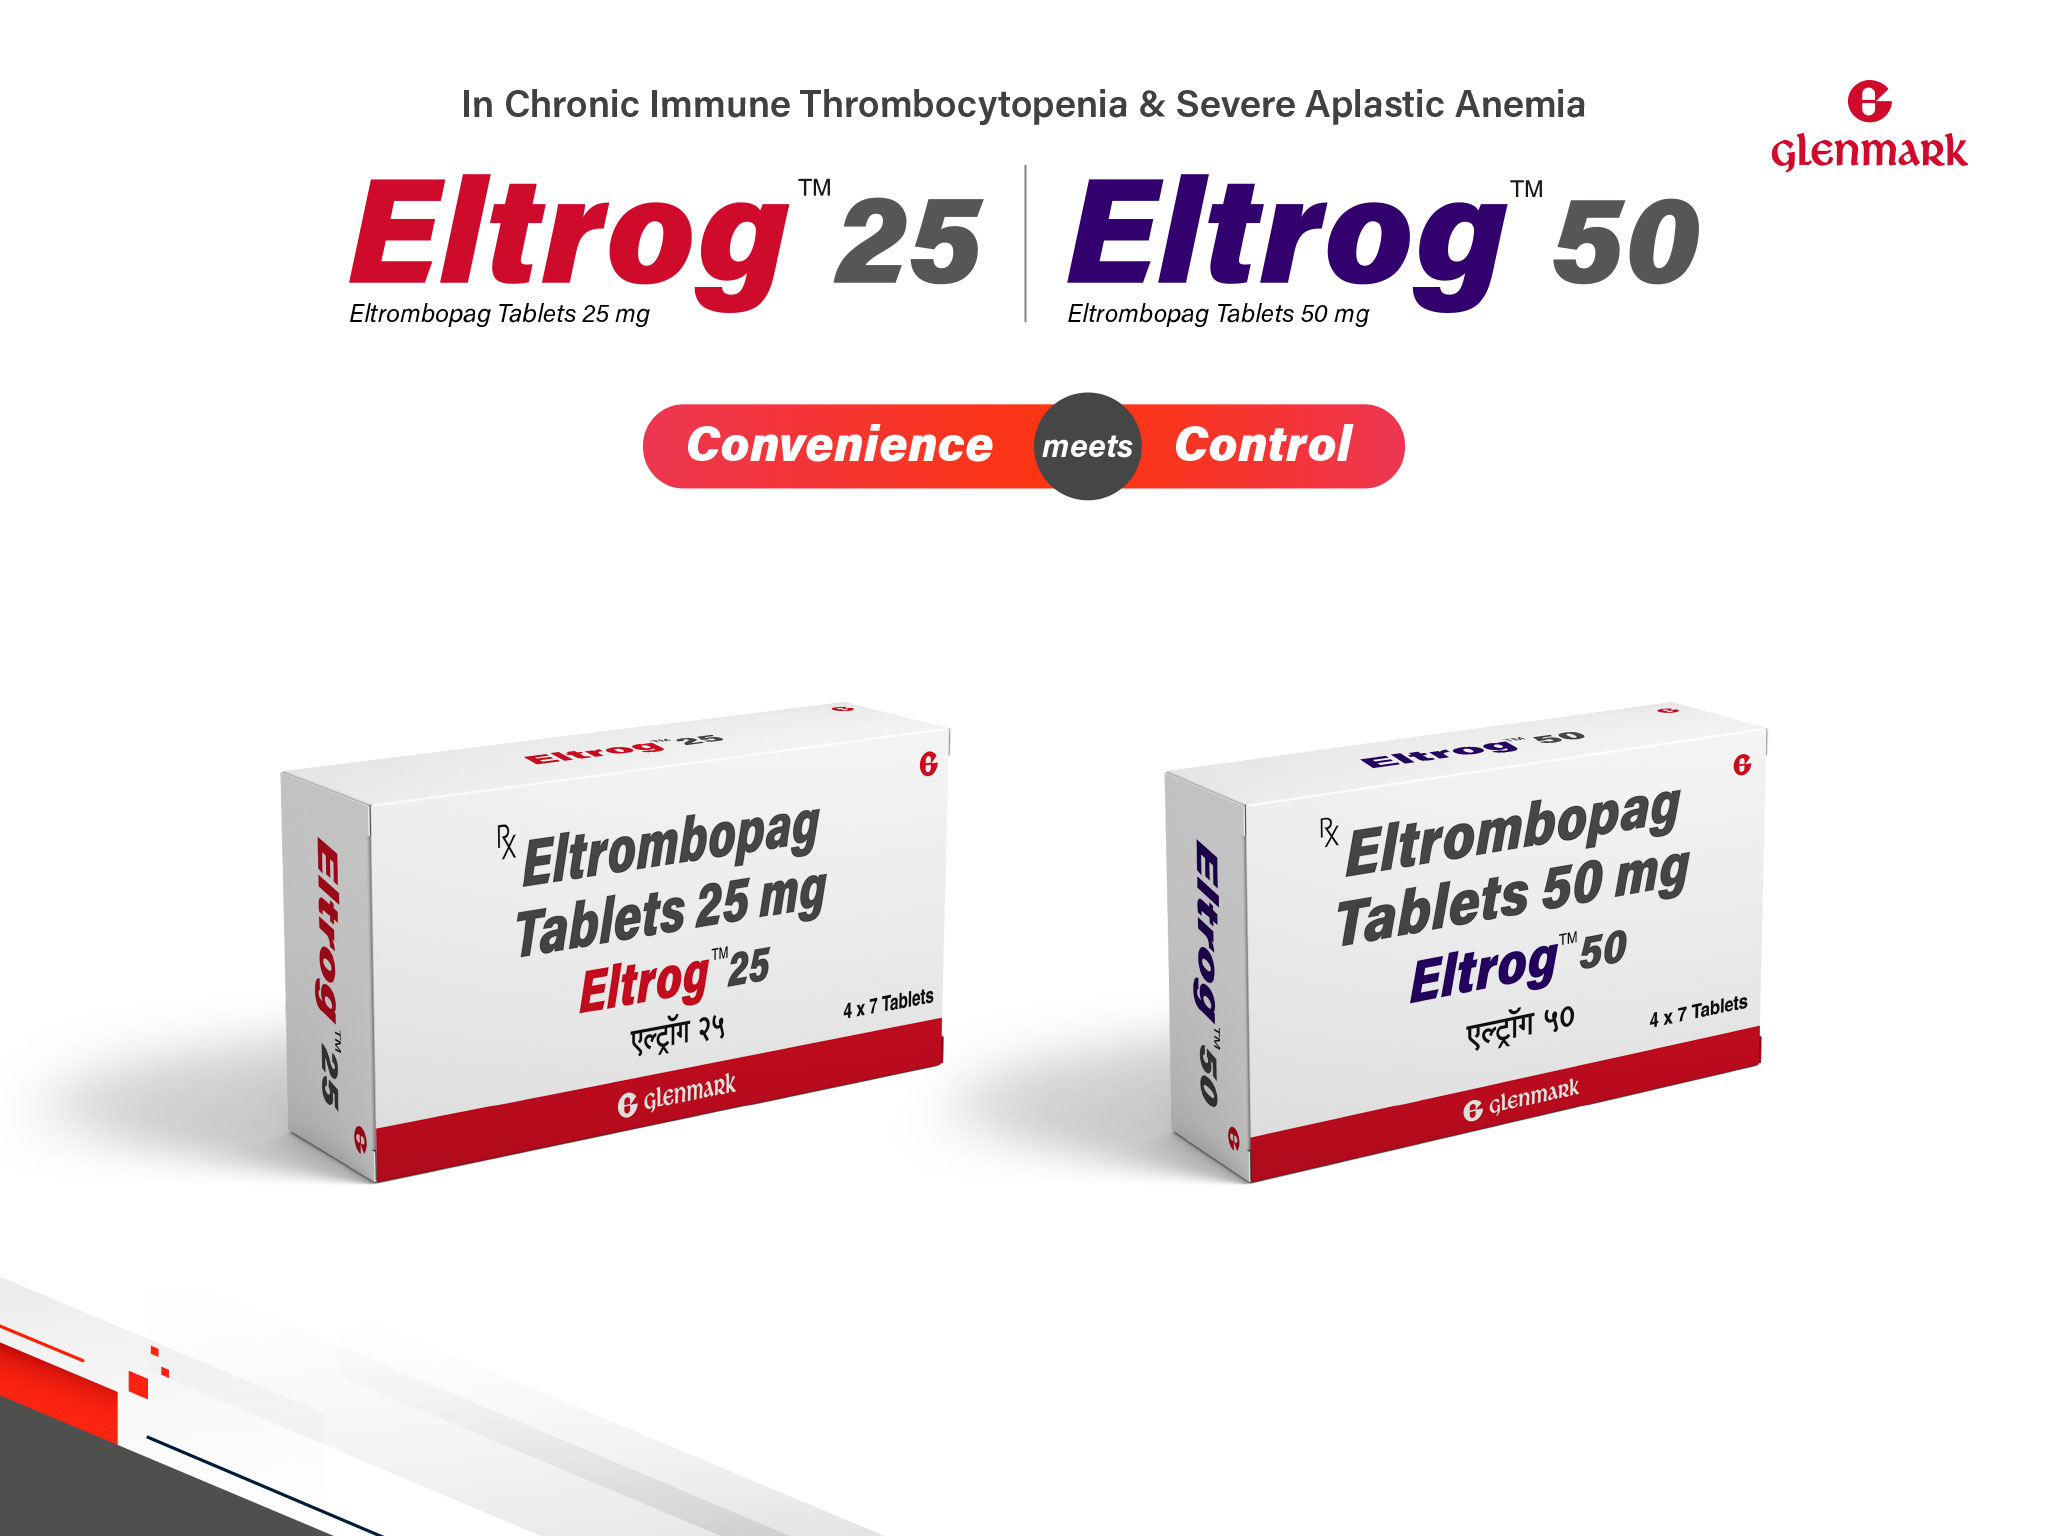 In Chronic Immune Thrombocytopenia & Severe Aplastic Anemia
glenmark
Eltrog™ 25
Eltrombopag Tablets 25 mg
Eltrog™ 50
Eltrombopag Tablets 50 mg
Convenience meets Control
Eltrog™ 25
Eltrog™ 25
Rx Eltrombopag
Tablets 25 mg
Eltrog™ 25
एल्ट्रॉग २५
4 x 7 Tablets
glenmark
Eltrog™ 50
Eltrog™ 50
Rx Eltrombopag
Tablets 50 mg
Eltrog™ 50
एल्ट्रॉग ५०
4 x 7 Tablets
glenmark